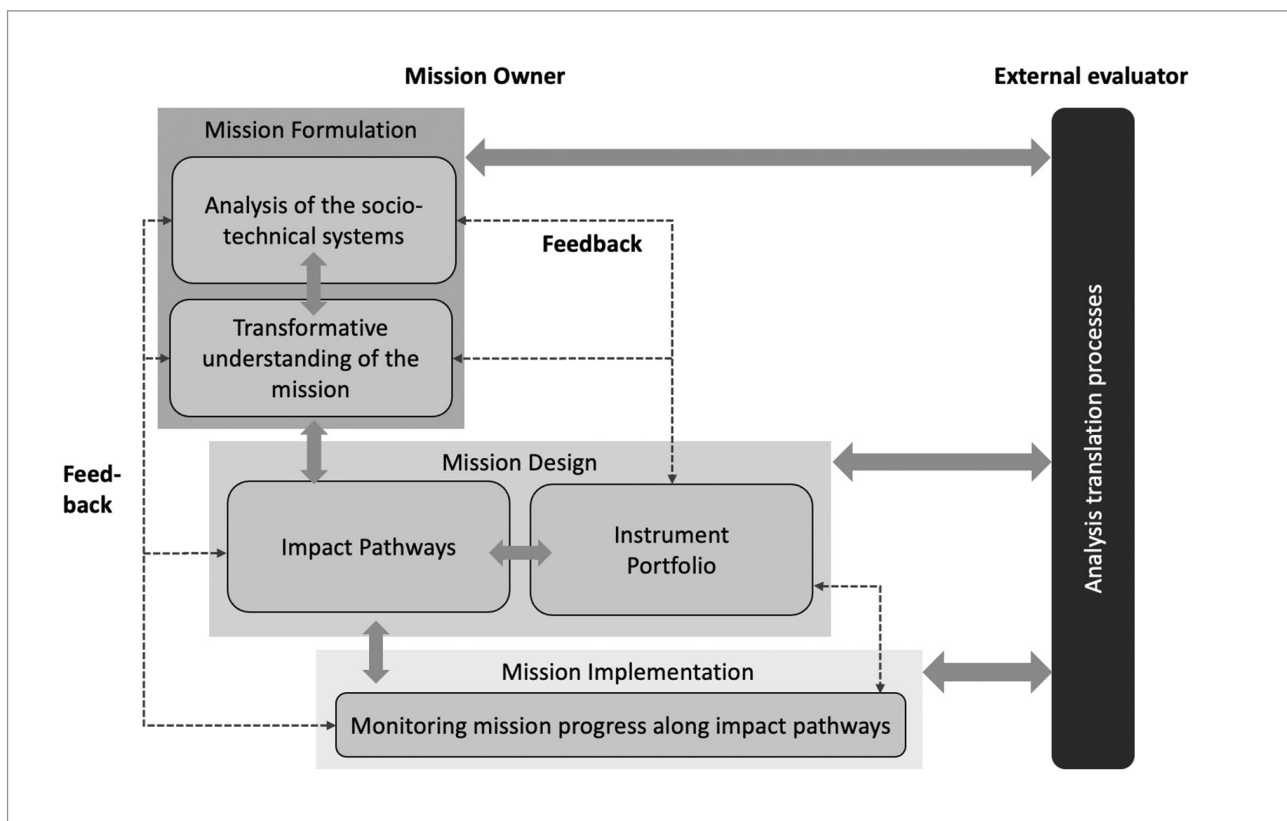 Mission Owner
External evaluator
Mission Formulation
Analysis of the socio-
technical systems
Feedback
Transformative
understanding of the
mission
Feed-
back
Mission Design
Impact Pathways
Instrument
Portfolio
Mission Implementation
Monitoring mission progress along impact pathways
Analysis translation processes